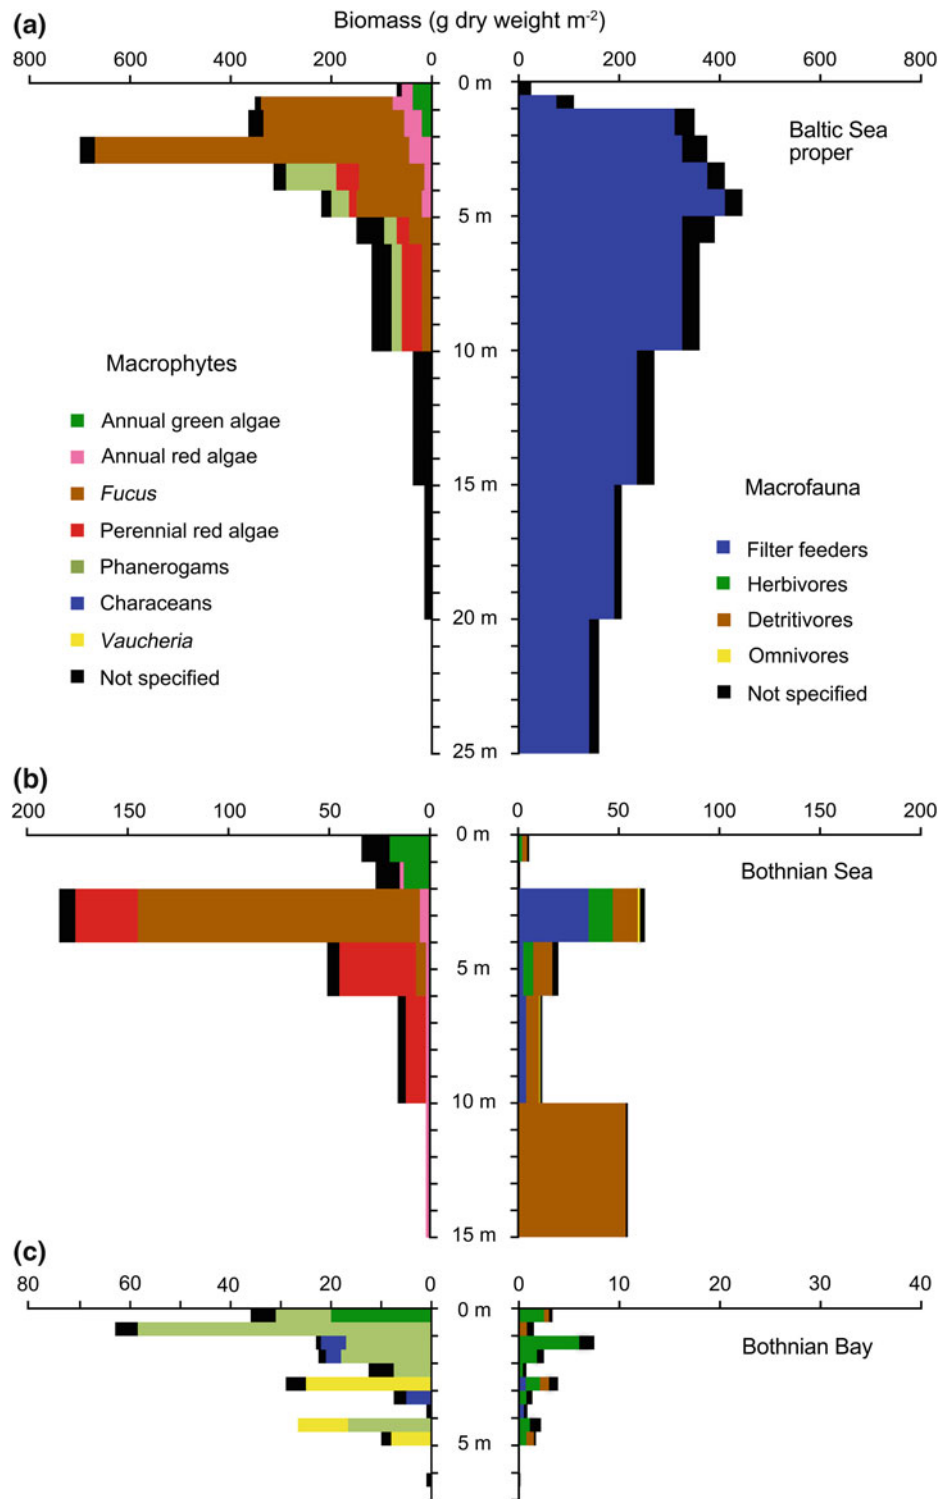 (a)
Biomass (g dry weight m⁻²)
800 600 400 200 0
0 200 400 600 800
0 m
Baltic Sea
proper
5 m
10 m
15 m
20 m
25 m
Macrophytes
Annual green algae
Annual red algae
Fucus
Perennial red algae
Phanerogams
Characeans
Vaucheria
Not specified
Macrofauna
Filter feeders
Herbivores
Detritivores
Omnivores
Not specified
(b)
200 150 100 50 0
0 50 100 150 200
0 m
Bothnian Sea
5 m
10 m
15 m
(c)
80 60 40 20 0
0 10 20 30 40
0 m
Bothnian Bay
5 m